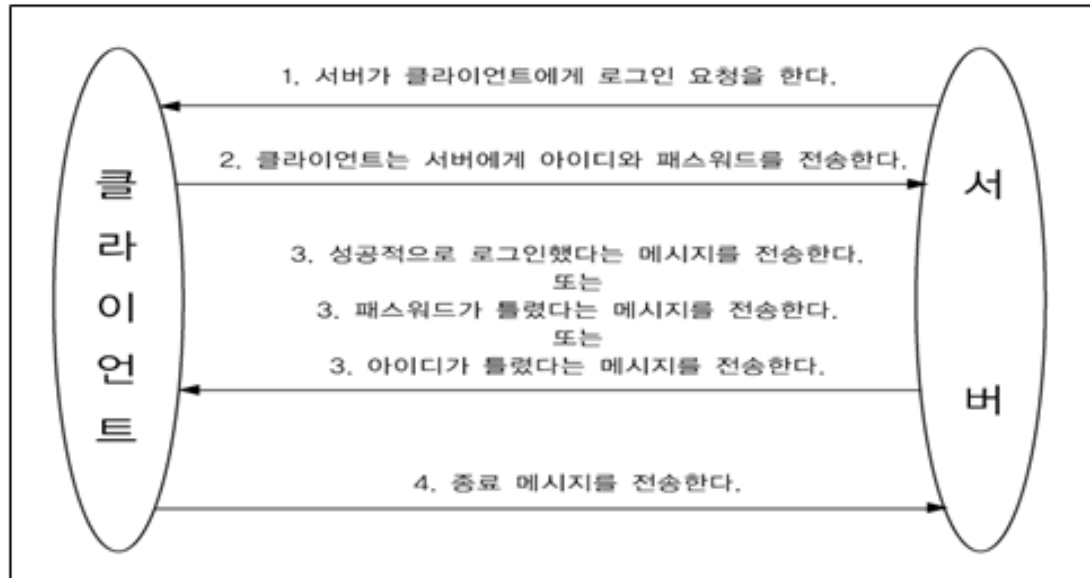 1. 서버가 클라이언트에게 로그인 요청을 한다.
2. 클라이언트는 서버에게 아이디와 패스워드를 전송한다.
클라이언트
서버
3. 성공적으로 로그인했다는 메시지를 전송한다.
또는
3. 패스워드가 틀렸다는 메시지를 전송한다.
또는
3. 아이디가 틀렸다는 메시지를 전송한다.
4. 종료 메시지를 전송한다.